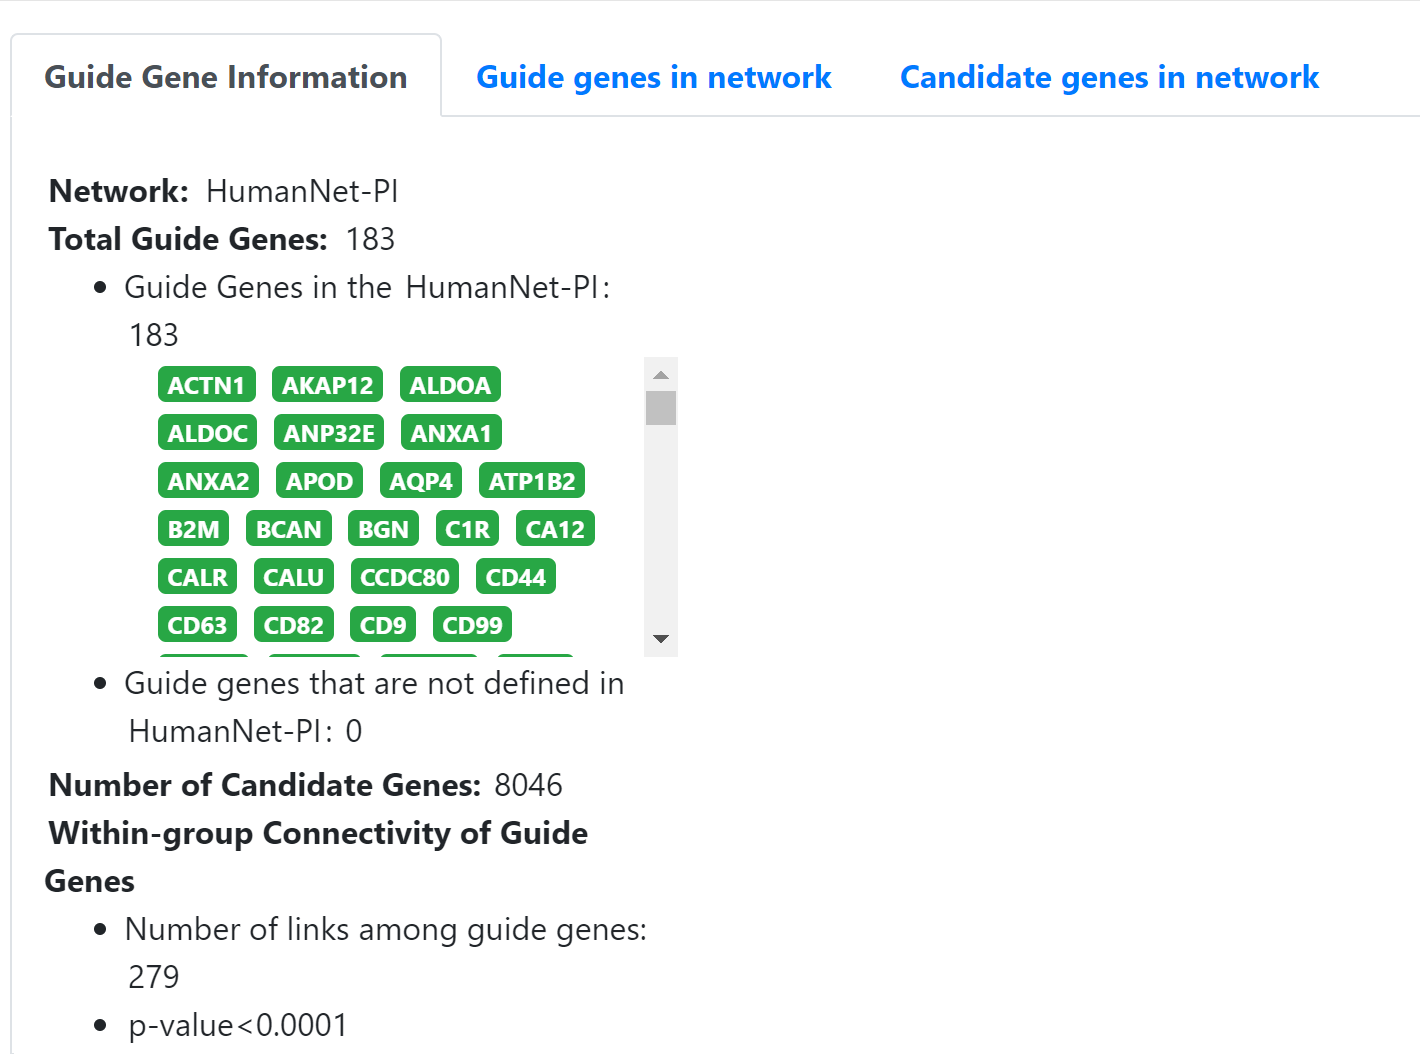 Guide Gene Information Guide genes in network Candidate genes in network
Network: HumanNet-PI
Total Guide Genes: 183
Guide Genes in the HumanNet-PI:
183
ACTN1 AKAP12 ALDOA
ALDOC ANP32E ANXA1
ANXA2 APOD AQP4 ATP1B2
B2M BCAN BGN C1R CA12
CALR CALU CCDC80 CD44
CD63 CD82 CD9 CD99
Guide genes that are not defined in
HumanNet-PI: 0
Number of Candidate Genes: 8046
Within-group Connectivity of Guide
Genes
Number of links among guide genes:
279
p-value<0.0001